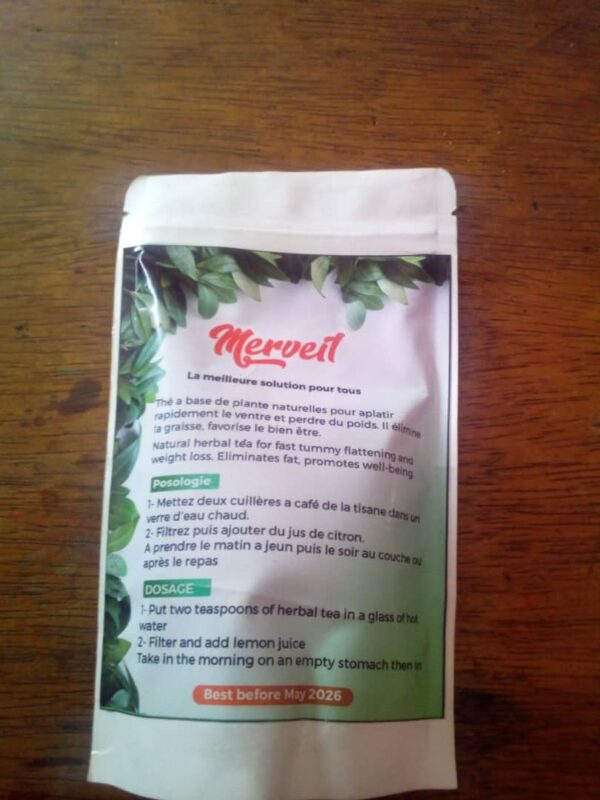 Merveil
La meilleure solution pour tous
Thé a base de plante naturelles pour aplatir
rapidement le ventre et perdre du poids. Il élimine
la graisse, favorise le bien être.
Natural herbal tea for fast tummy flattening and
weight loss. Eliminates fat, promotes well-being.
Posologie
1- Mettez deux cuillères a café de la tisane dans un
verre d'eau chaud.
2- Filtrez puis ajouter du jus de citron.
A prendre le matin a jeun puis le soir au couche ou
après le repas
DOSAGE
1- Put two teaspoons of herbal tea in a glass of hot
water
2- Filter and add lemon juice
Take in the morning on an empty stomach then in
Best before May 2026